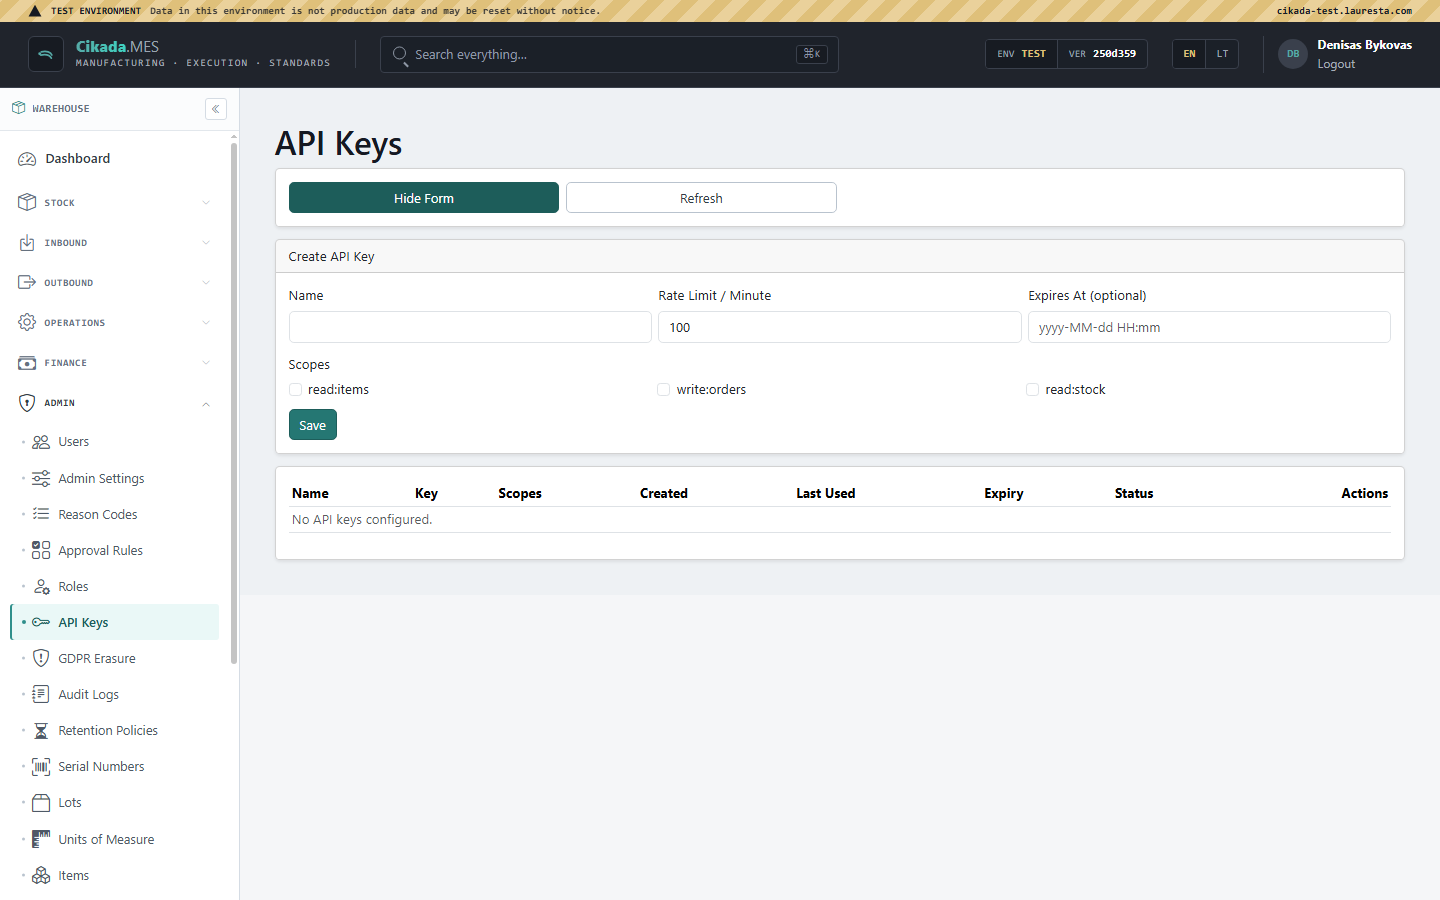 TEST ENVIRONMENT Data in this environment is not production data and may be reset without notice.
cikada-test.lauresta.com
Cikada.MES
MANUFACTURING · EXECUTION · STANDARDS
Search everything...
⌘K
ENV TEST
VER 250d359
EN
LT
DB
Denisas Bykovas
Logout
WAREHOUSE
Dashboard
STOCK
INBOUND
OUTBOUND
OPERATIONS
FINANCE
ADMIN
Users
Admin Settings
Reason Codes
Approval Rules
Roles
API Keys
GDPR Erasure
Audit Logs
Retention Policies
Serial Numbers
Lots
Units of Measure
Items
API Keys
Hide Form
Refresh
Create API Key
Name
Rate Limit / Minute
Expires At (optional)
100
yyyy-MM-dd HH:mm
Scopes
read:items
write:orders
read:stock
Save
Name Key Scopes Created Last Used Expiry Status Actions
No API keys configured.